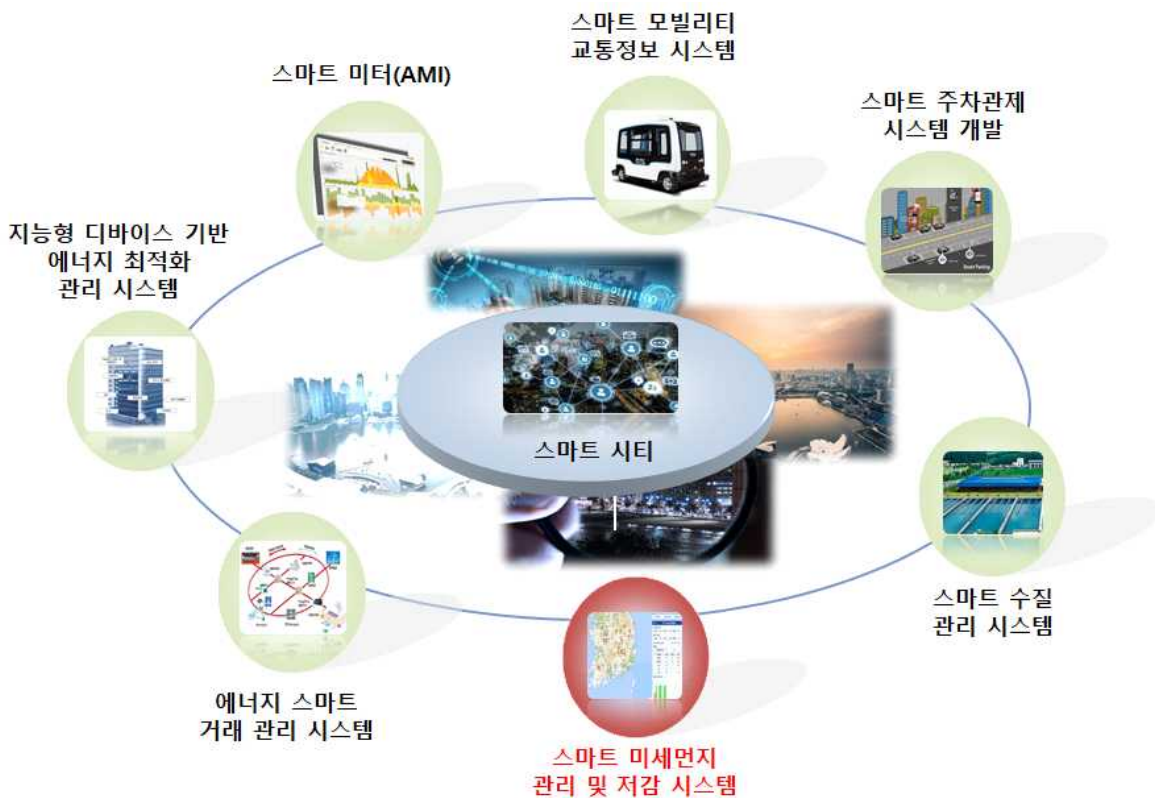 스마트 모빌리티
교통정보 시스템
스마트 미터(AMI)
스마트 주차관제
시스템 개발
지능형 디바이스 기반
에너지 최적화
관리 시스템
스마트 시티
스마트 수질
관리 시스템
에너지 스마트
거래 관리 시스템
스마트 미세먼지
관리 및 저감 시스템